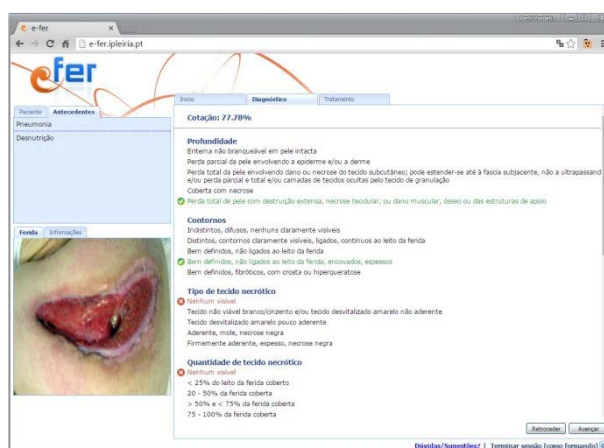 e-fer
e-fer.ipleiria.pt
efer
Início
Diagnóstico
Tratamento
Paciente
Antecedentes
Pneumonia
Desnutrição
Ferida
Informações
Cotação: 77.78%
Profundidade
Eritema não branqueável em pele intacta
Perda parcial da pele envolvendo a epiderme e/ou a derme
Perda total da pele envolvendo dano ou necrose do tecido subcutâneo; pode estender-se até à fascia subjacente, não a ultrapassand
e/ou perda parcial e total e/ou camadas de tecidos ocultas pelo tecido de granulação
Coberta com necrose
Perda total de pele com destruição extensa, necrose tecidular, ou dano muscular, ósseo ou das estruturas de apoio
Contornos
Indistintos, difusos, nenhuns claramente visíveis
Distintos, contornos claramente visíveis, ligados, contínuos ao leito da ferida
Bem definidos, não ligados ao leito da ferida
Bem definidos, não ligados ao leito da ferida, encovados, espessos
Bem definidos, fibróticos, com crosta ou hiperqueratose
Tipo de tecido necrótico
Nenhum visível
Tecido não viável branco/cinzento e/ou tecido desvitalizado amarelo não aderente
Tecido desvitalizado amarelo pouco aderente
Aderente, mole, necrose negra
Firmemente aderente, espesso, necrose negra
Quantidade de tecido necrótico
Nenhum visível
< 25% do leito da ferida coberto
20 - 50% da ferida coberta
> 50% e < 75% da ferida coberta
75 - 100% da ferida coberta
Retroceder
Avançar
Dúvidas/Sugestões? | Terminar sessão (como formando)